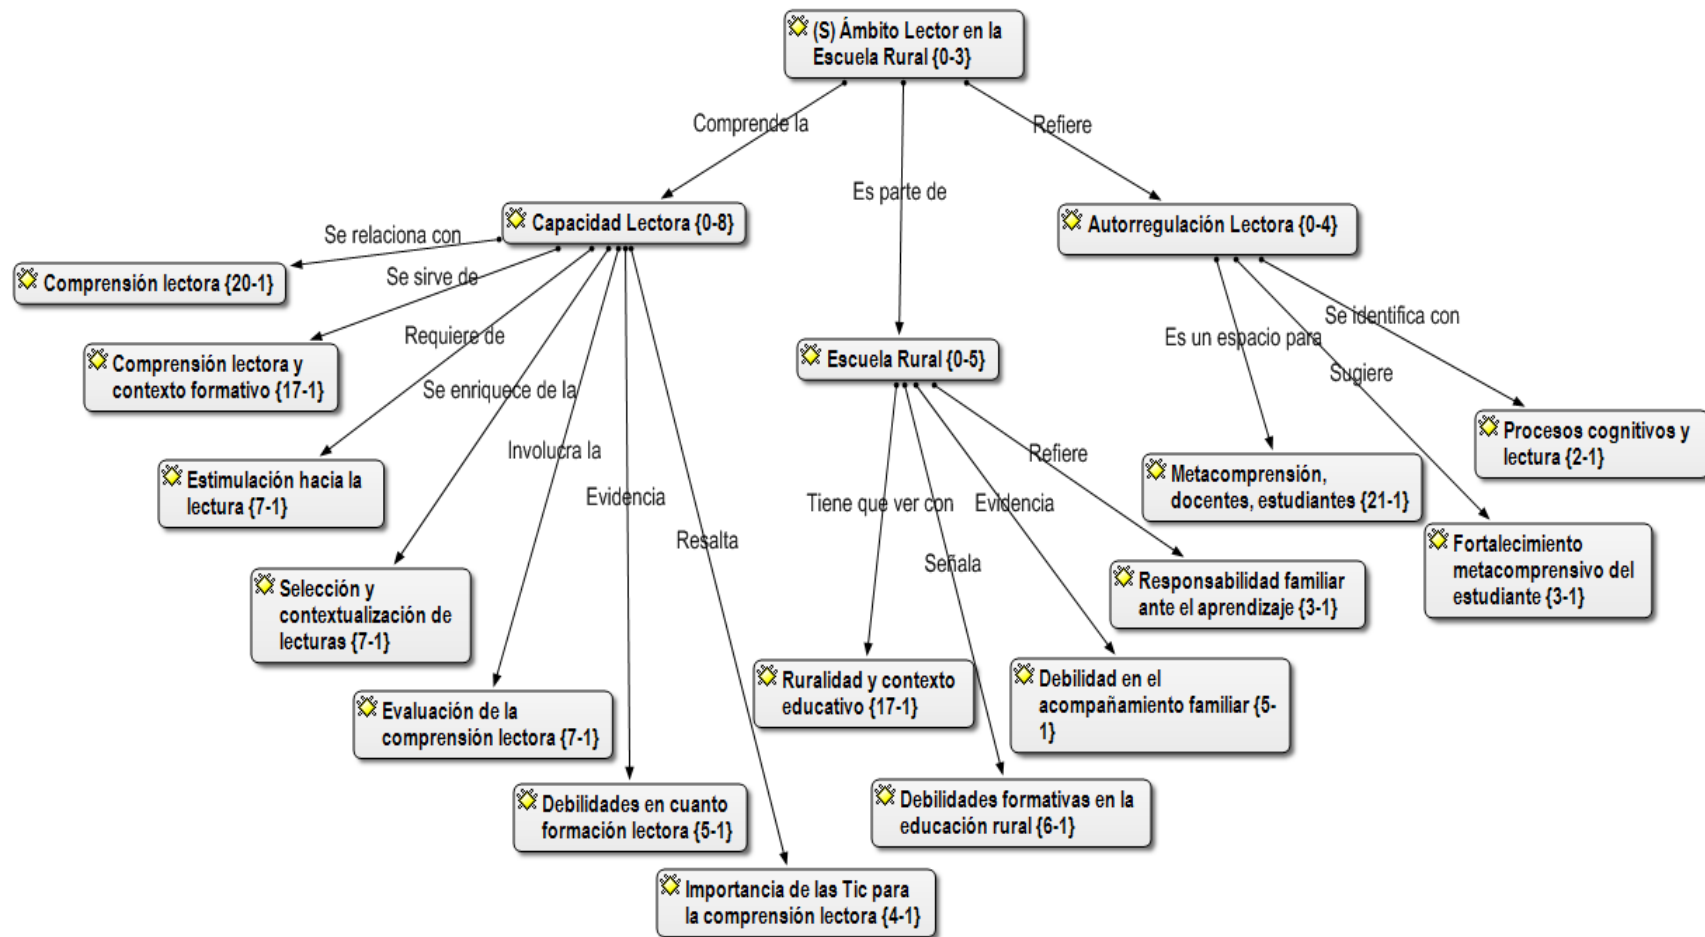 (S) Ámbito Lector en la
Escuela Rural {0-3}
Comprende la
Es parte de
Refiere
Capacidad Lectora {0-8}
Autorregulación Lectora {0-4}
Se relaciona con
Comprensión lectora {20-1}
Se sirve de
Comprensión lectora y
contexto formativo {17-1}
Requiere de
Estimulación hacia la
lectura {7-1}
Se enriquece de la
Selección y
contextualización de
lecturas {7-1}
Involucra la
Evaluación de la
comprensión lectora {7-1}
Evidencia
Debilidades en cuanto
formación lectora {5-1}
Resalta
Importancia de las Tic para
la comprensión lectora {4-1}
Escuela Rural {0-5}
Tiene que ver con
Ruralidad y contexto
educativo {17-1}
Señala
Debilidades formativas en la
educación rural {6-1}
Evidencia
Debilidad en el
acompañamiento familiar {5-
1}
Refiere
Responsabilidad familiar
ante el aprendizaje {3-1}
Es un espacio para
Metacomprensión,
docentes, estudiantes {21-1}
Sugiere
Fortalecimiento
metacomprensivo del
estudiante {3-1}
Se identifica con
Procesos cognitivos y
lectura {2-1}